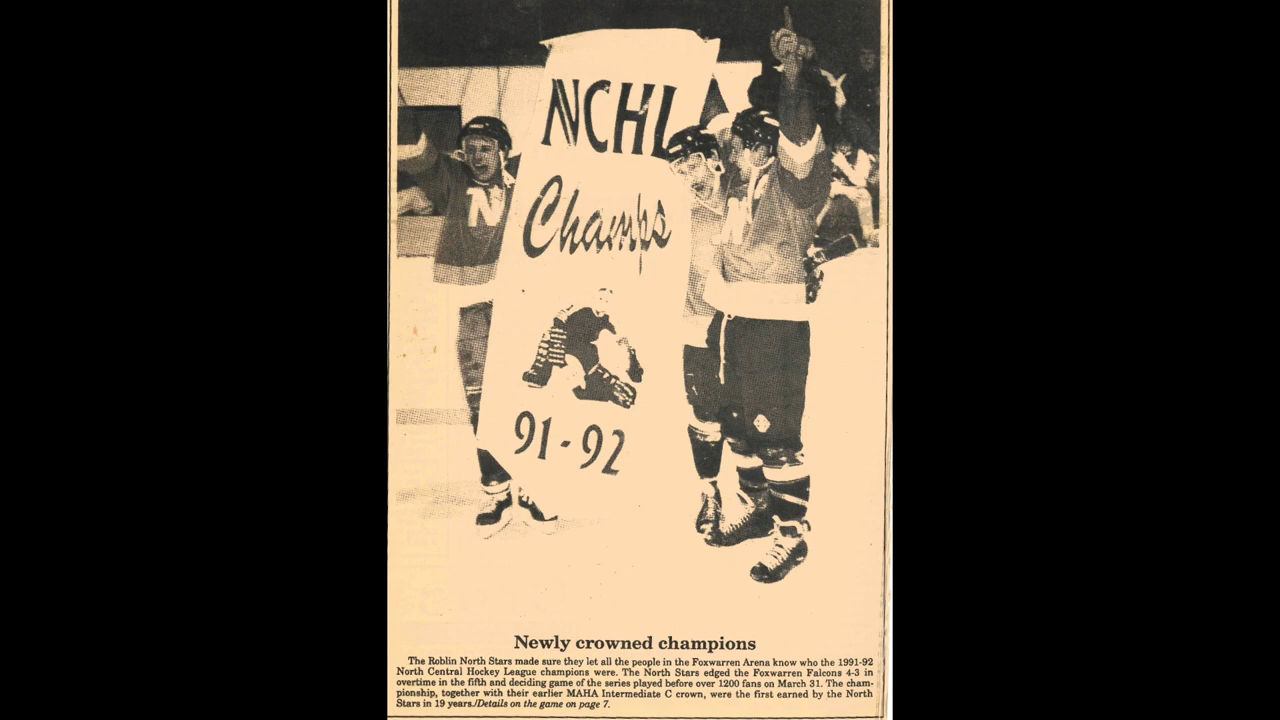 NCHL
Champs
N
N
91-92
Newly crowned champions
The Roblin North Stars made sure they let all the people in the Foxwarren Arena know who the 1991-92
North Central Hockey League champions were. The North Stars edged the Foxwarren Falcons 4-3 in
overtime in the fifth and deciding game of the series played before over 1200 fans on March 31. The cham-
pionship, together with their earlier MAHA Intermediate C crown, were the first earned by the North
Stars in 19 years./Details on the game on page 7.